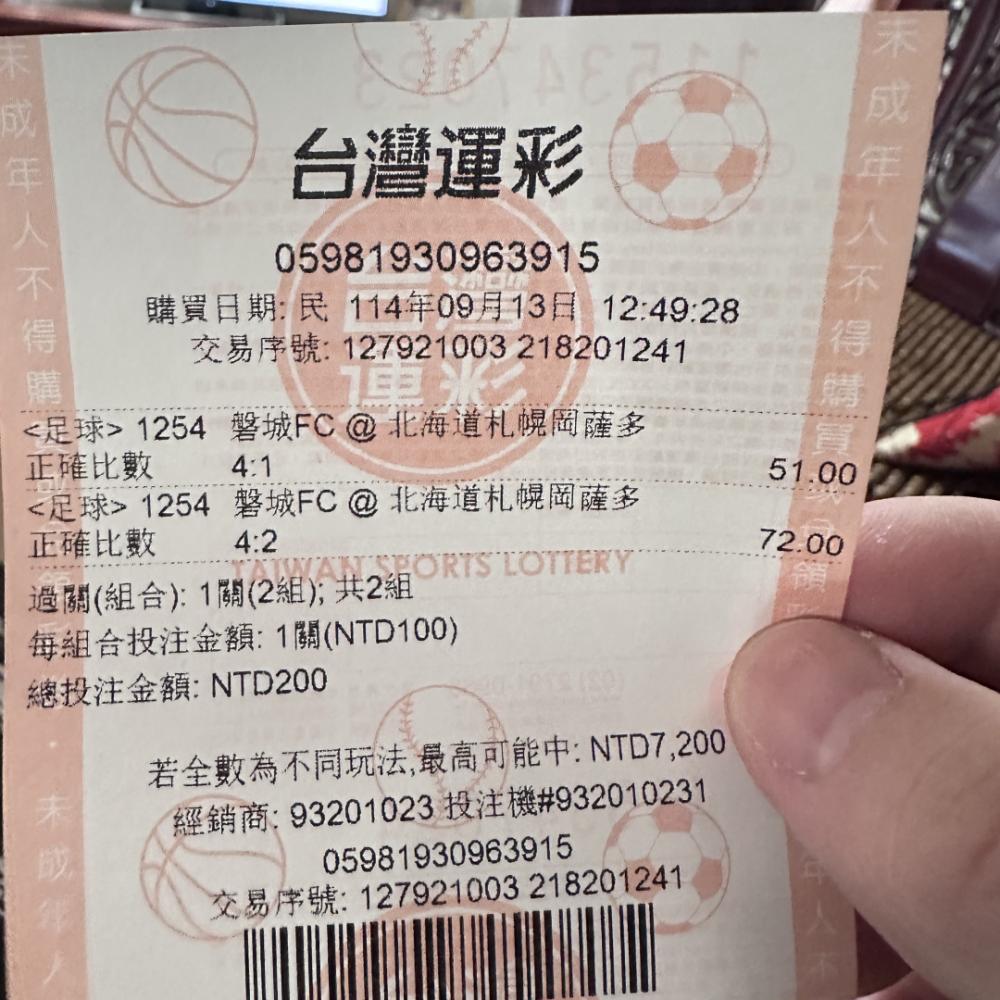 台灣運彩
05981930963915
購買日期: 民 114年09月13日 12:49:28
交易序號: 127921003 218201241
<足球> 1254 磐城FC @ 北海道札幌岡薩多
正確比數 4:1 51.00
<足球> 1254 磐城FC @ 北海道札幌岡薩多
正確比數 4:2 72.00
TAIWAN SPORTS LOTTERY
過關(組合): 1關(2組); 共2組
每組合投注金額: 1關(NTD100)
總投注金額: NTD200
若全數為不同玩法,最高可能中: NTD7,200
經銷商: 93201023 投注機#932010231
05981930963915
交易序號: 127921003 218201241
未成年人不得購
未成年人不得購買
台灣運彩